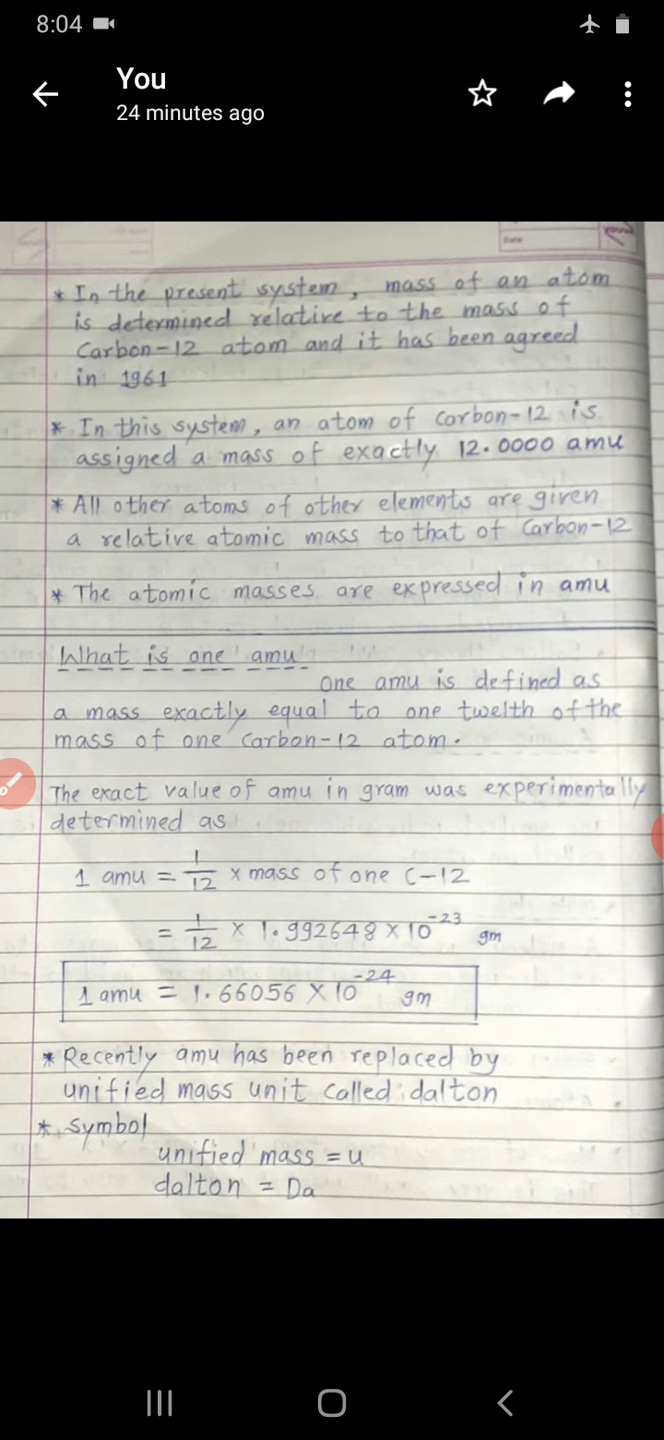 8:04
You
24 minutes ago
Date
* In the present system, mass of an atom
is determined relative to the mass of
Carbon-12 atom and it has been agreed
in 1961
* In this system, an atom of carbon-12 is
assigned a mass of exactly 12.0000 amu
* All other atoms of other elements are given
a relative atomic mass to that of Carbon-12
* The atomic masses are expressed in amu
What is one amu
One amu is defined as
a mass exactly equal to one twelth of the
mass of one Carbon-12 atom.
The exact value of amu in gram was experimentally
determined as
1 amu = 1/12 × mass of one C-12
= 1/12 × 1.992648 × 10⁻²³ gm
1 amu = 1.66056 × 10⁻²⁴ gm
* Recently amu has been replaced by
unified mass unit called dalton
* Symbol
unified mass = u
dalton = Da